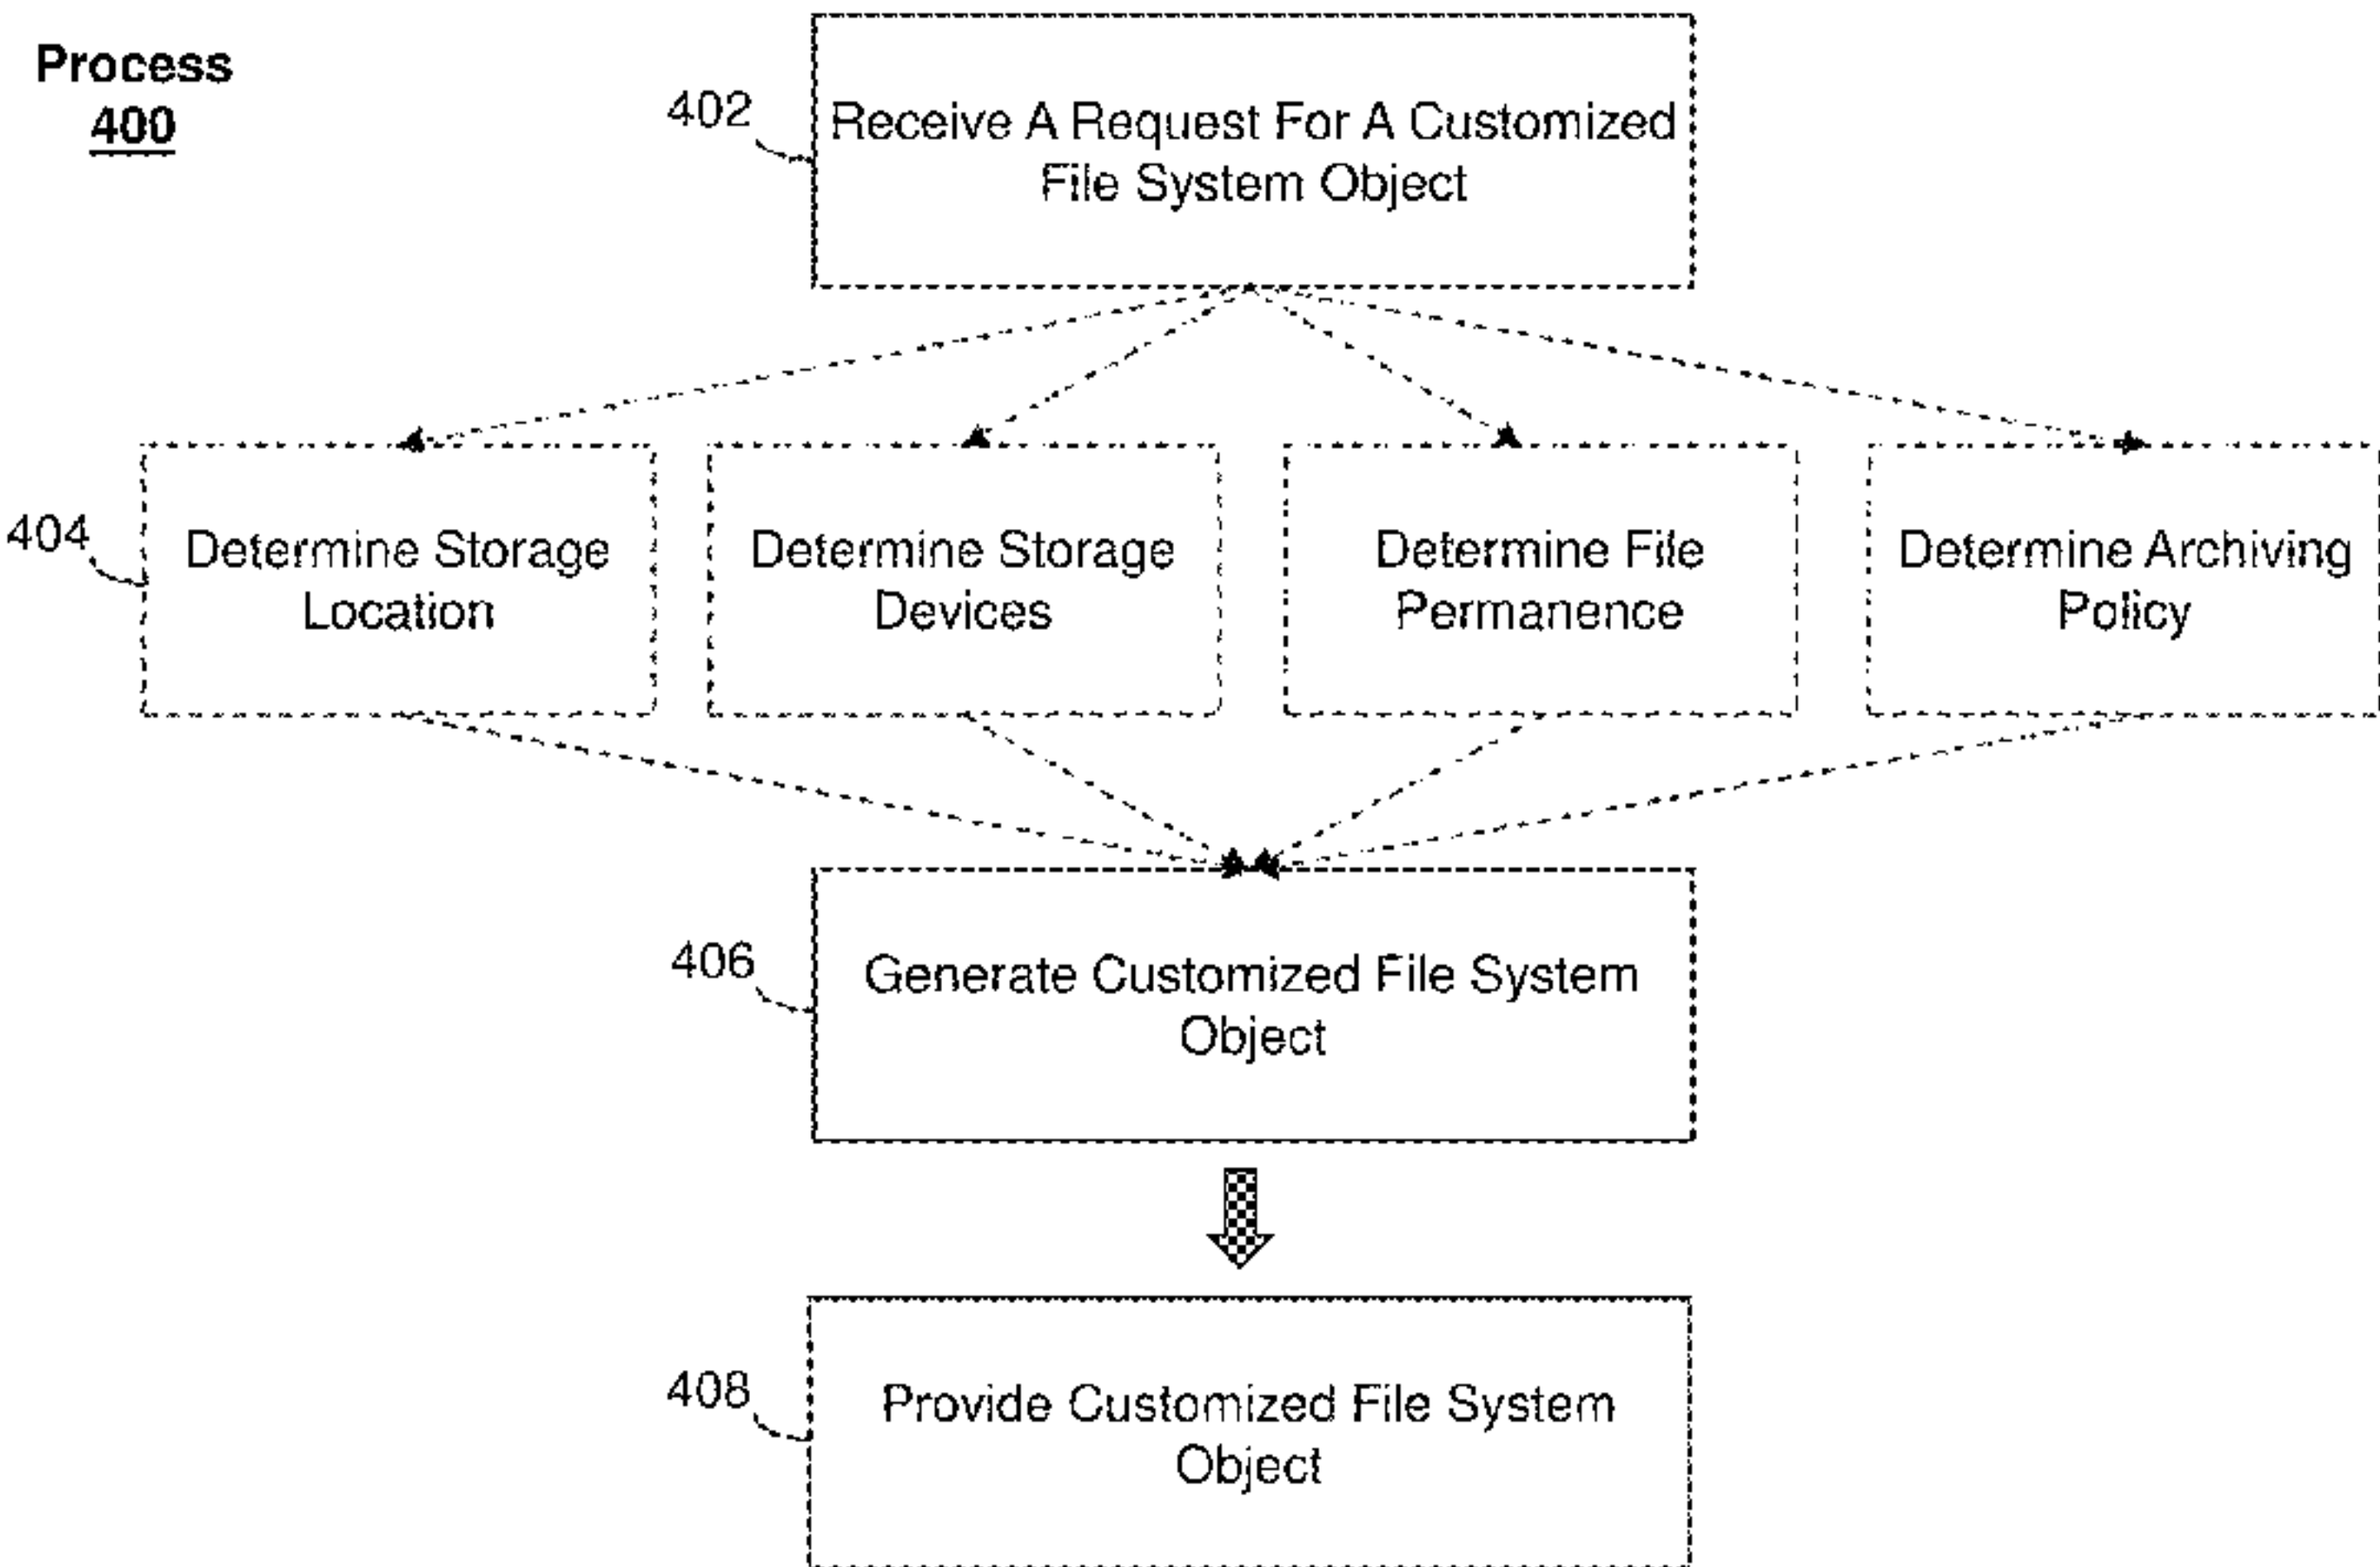 Process
400
402
Receive A Request For A Customized
File System Object
404
Determine Storage
Location
Determine Storage
Devices
Determine File
Permanence
Determine Archiving
Policy
406
Generate Customized File System
Object
408
Provide Customized File System
Object